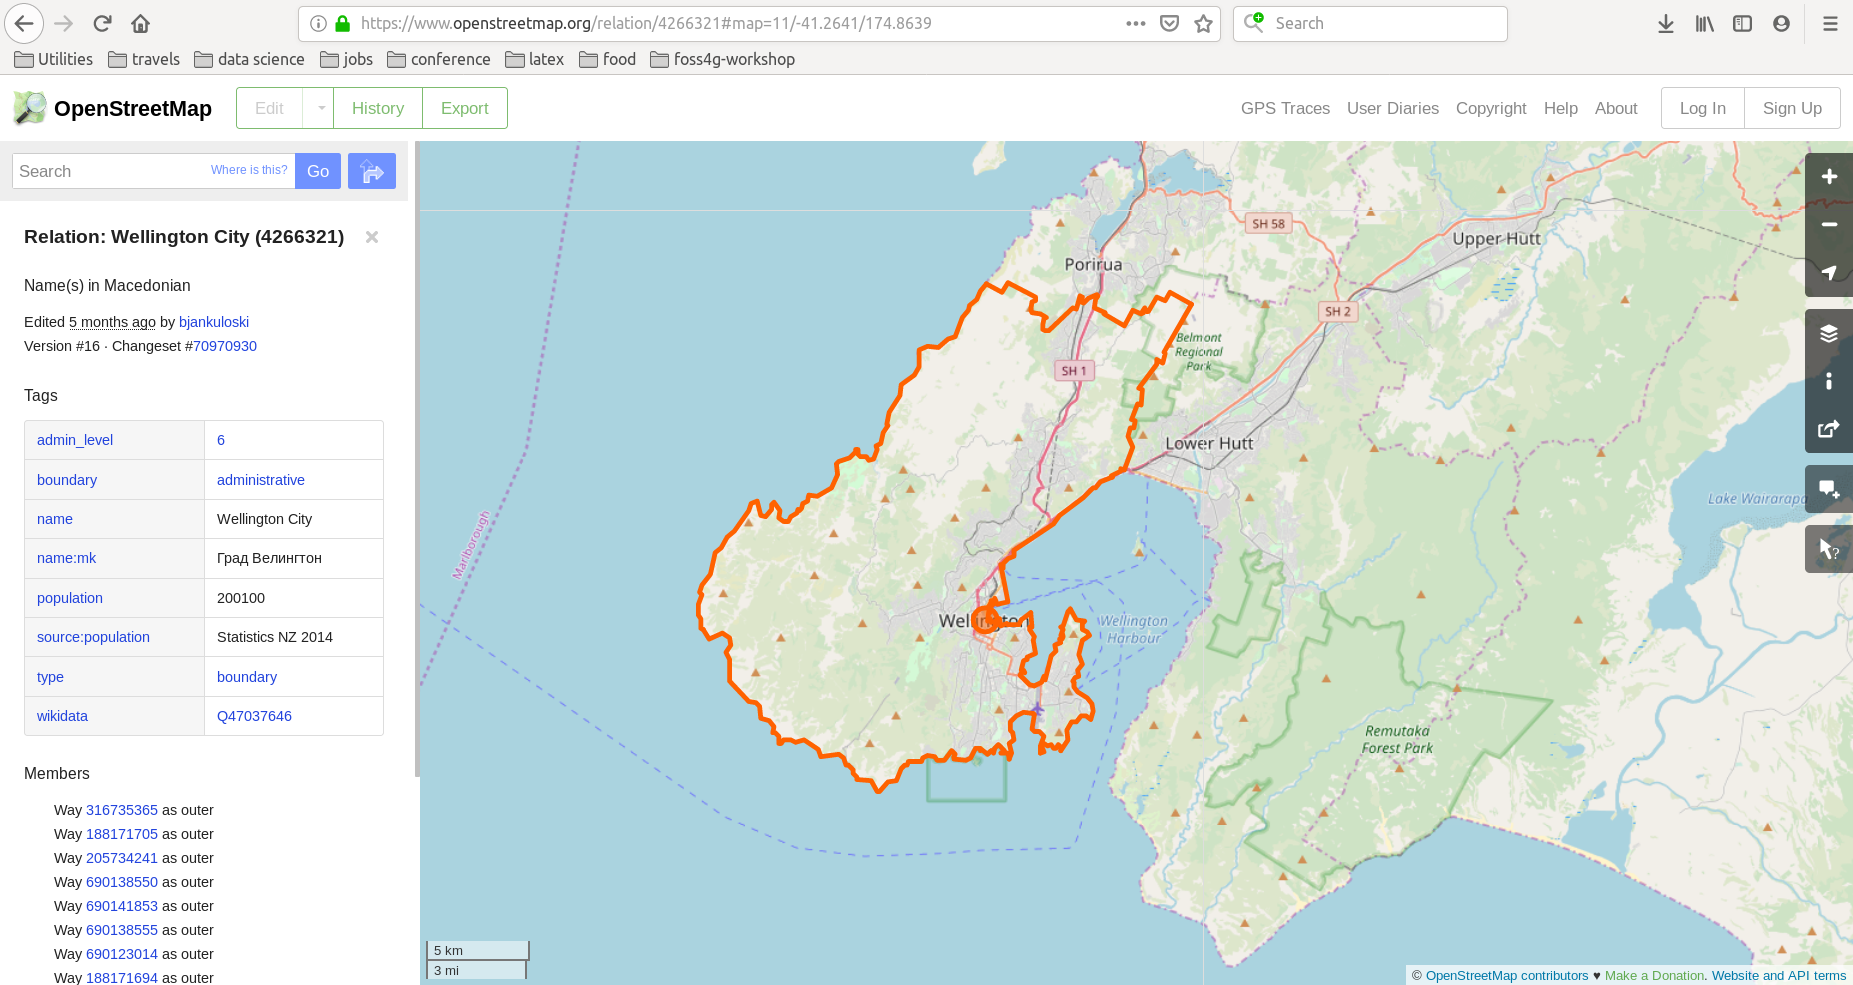 https://www.openstreetmap.org/relation/4266321#map=11/-41.2641/174.8639
Search
Utilities travels data science jobs conference latex food foss4g-workshop
OpenStreetMap
Edit History Export
GPS Traces User Diaries Copyright Help About Log In Sign Up
Search Where is this? Go
Relation: Wellington City (4266321)
Name(s) in Macedonian
Edited 5 months ago by bjankuloski
Version #16 · Changeset #70970930
Tags
admin_level 6
boundary administrative
name Wellington City
name:mk Град Велингтон
population 200100
source:population Statistics NZ 2014
type boundary
wikidata Q47037646
Members
Way 316735365 as outer
Way 188171705 as outer
Way 205734241 as outer
Way 690138550 as outer
Way 690141853 as outer
Way 690138555 as outer
Way 690123014 as outer
Way 188171694 as outer
SH 58
Upper Hutt
Porirua
SH 2
Belmont
Regional
Park
SH 1
Lower Hutt
Lake Wairarapa
Marlborough
Wellington
Wellington
Harbour
Remutaka
Forest Park
5 km
3 mi
© OpenStreetMap contributors ♥ Make a Donation. Website and API terms